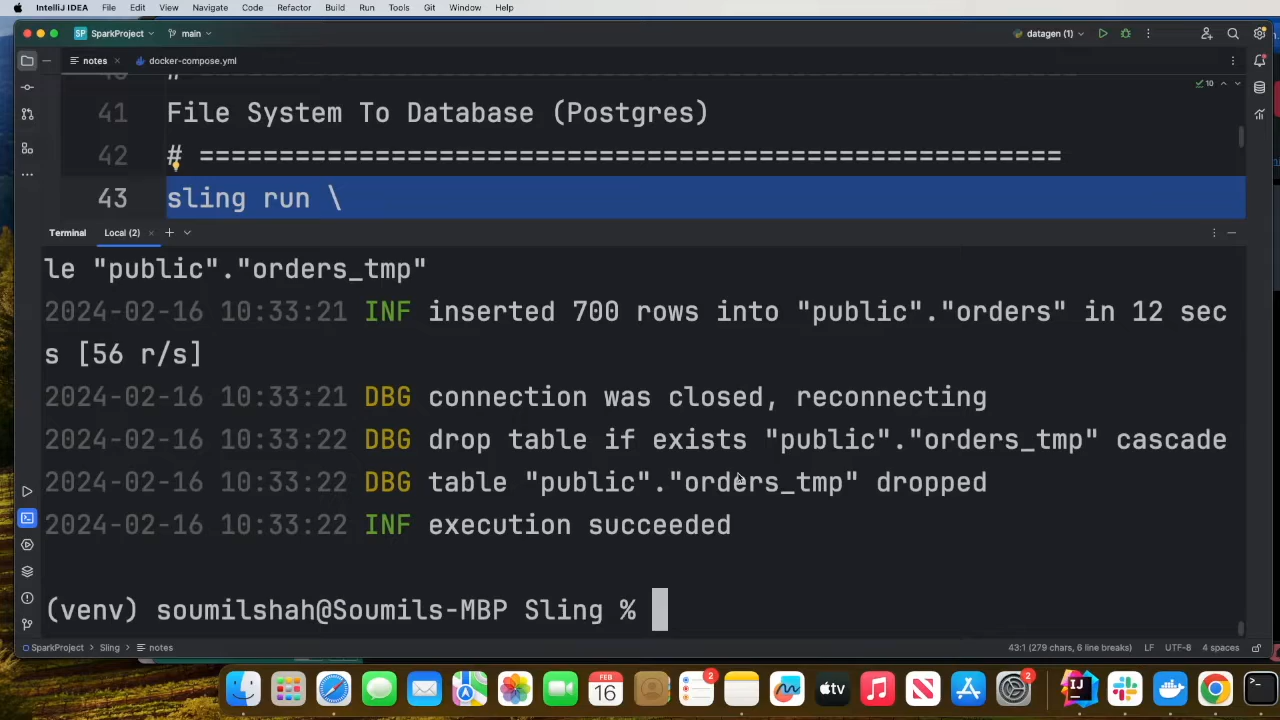 IntelliJ IDEA File Edit View Navigate Code Refactor Build Run Tools Git Window Help
SP SparkProject main datagen (1)
notes docker-compose.yml
41 File System To Database (Postgres)
10
42 # ======================================================
43 sling run \
Terminal Local (2)
le "public"."orders_tmp"
2024-02-16 10:33:21 INF inserted 700 rows into "public"."orders" in 12 sec
s [56 r/s]
2024-02-16 10:33:21 DBG connection was closed, reconnecting
2024-02-16 10:33:22 DBG drop table if exists "public"."orders_tmp" cascade
2024-02-16 10:33:22 DBG table "public"."orders_tmp" dropped
2024-02-16 10:33:22 INF execution succeeded
(venv) soumilshah@Soumils-MBP Sling %
SparkProject Sling notes 43:1 (279 chars, 6 line breaks) LF UTF-8 4 spaces
FEB
16
2
tv
2